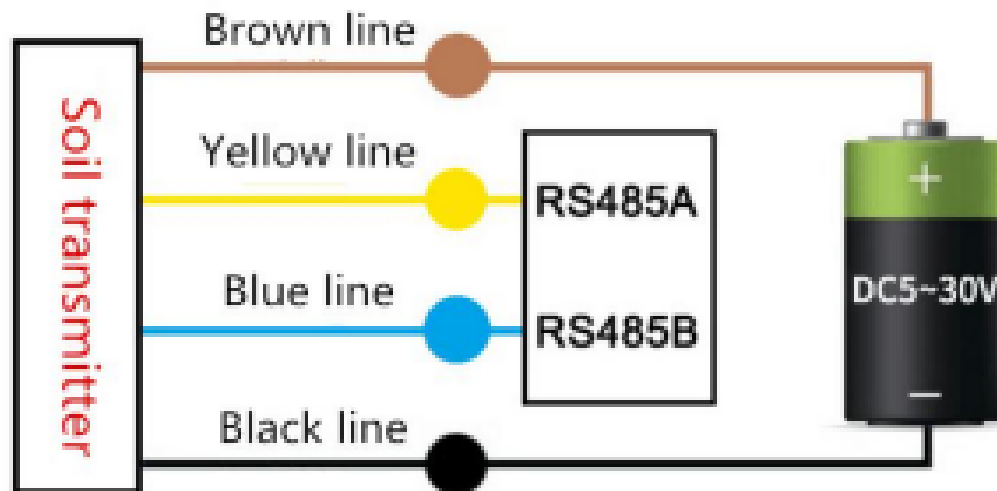 Brown line
Soil transmitter
Yellow line
RS485A
+
DC5~30V
Blue line
RS485B
−
Black line